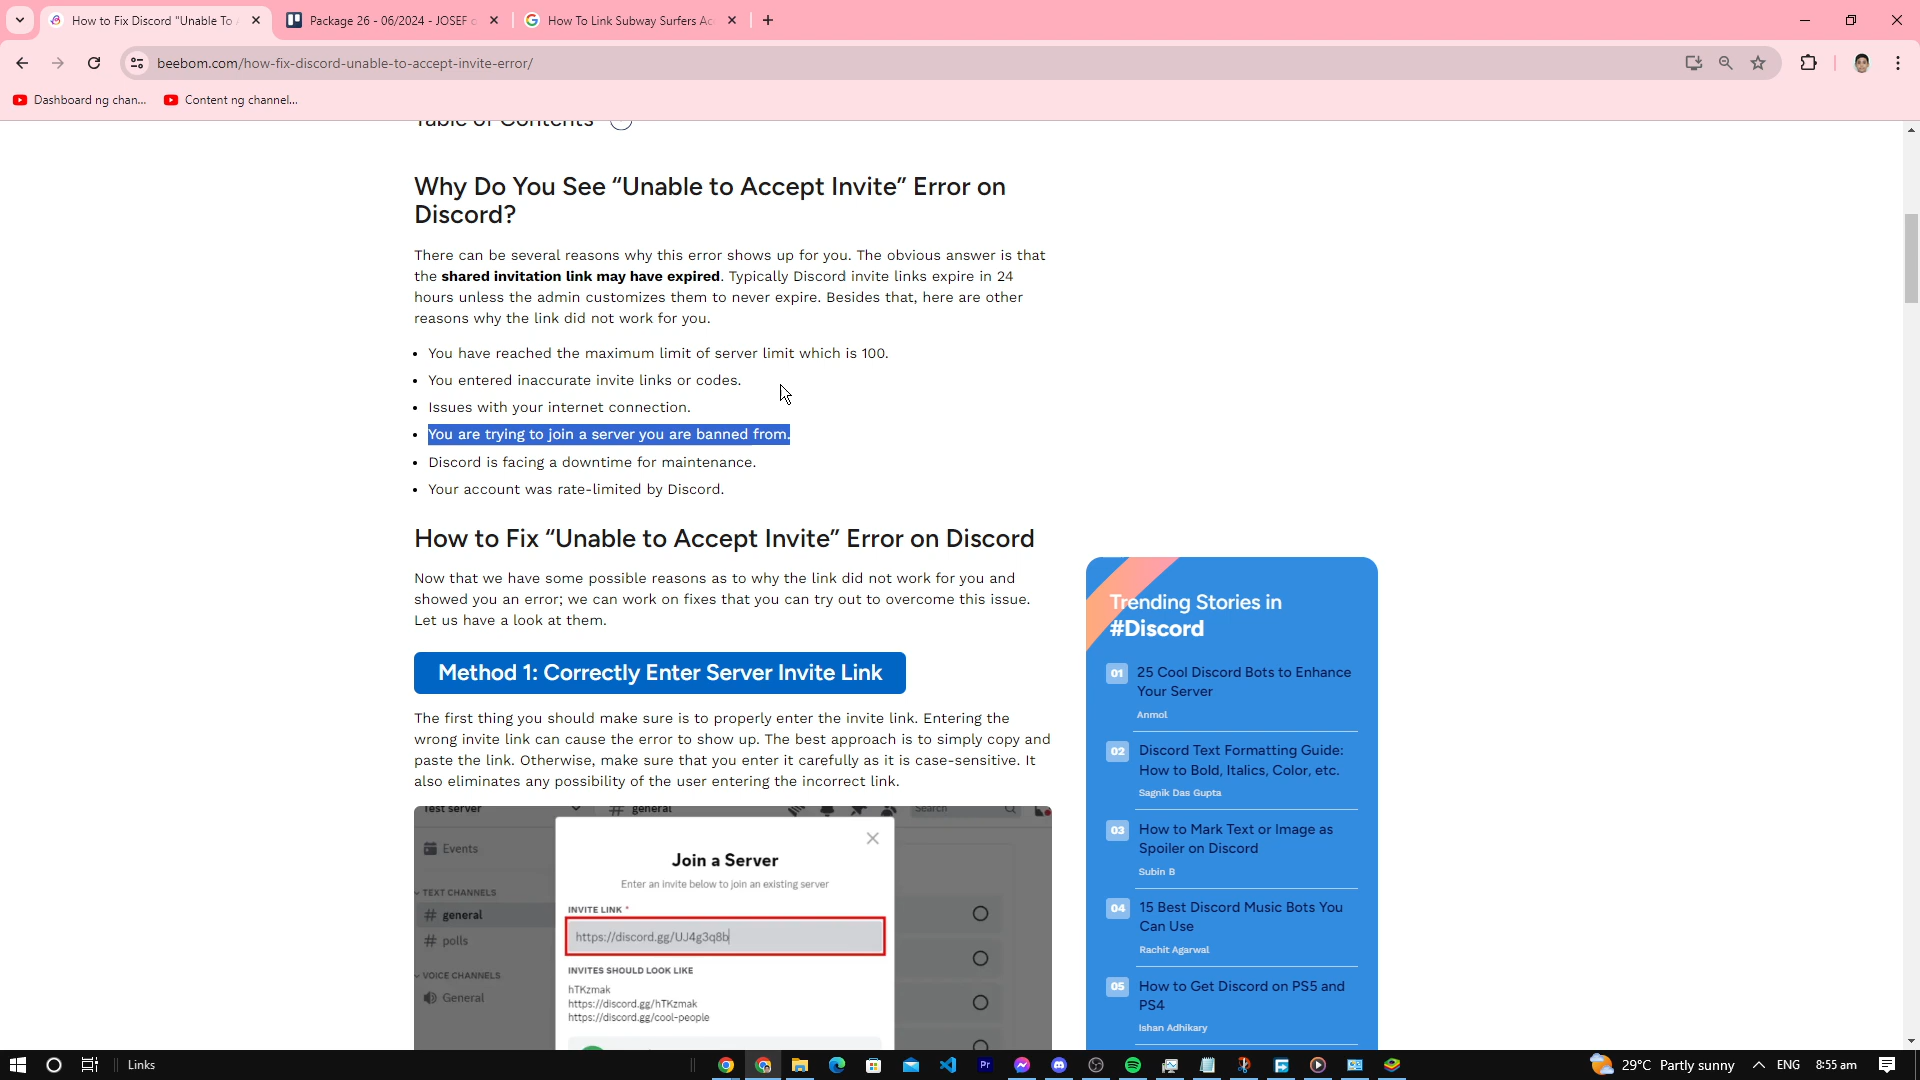 How to Fix Discord “Unable To
Package 26 - 06/2024 - JOSEF
How To Link Subway Surfers Ac
beebom.com/how-fix-discord-unable-to-accept-invite-error/
Dashboard ng chan...
Content ng channel...
Table of Contents
Why Do You See “Unable to Accept Invite” Error on
Discord?
There can be several reasons why this error shows up for you. The obvious answer is that
the shared invitation link may have expired. Typically Discord invite links expire in 24
hours unless the admin customizes them to never expire. Besides that, here are other
reasons why the link did not work for you.
• You have reached the maximum limit of server limit which is 100.
• You entered inaccurate invite links or codes.
• Issues with your internet connection.
• You are trying to join a server you are banned from.
• Discord is facing a downtime for maintenance.
• Your account was rate-limited by Discord.
How to Fix “Unable to Accept Invite” Error on Discord
Now that we have some possible reasons as to why the link did not work for you and
showed you an error; we can work on fixes that you can try out to overcome this issue.
Let us have a look at them.
Method 1: Correctly Enter Server Invite Link
The first thing you should make sure is to properly enter the invite link. Entering the
wrong invite link can cause the error to show up. The best approach is to simply copy and
paste the link. Otherwise, make sure that you enter it carefully as it is case-sensitive. It
also eliminates any possibility of the user entering the incorrect link.
Test server
# general
Search
Events
TEXT CHANNELS
# general
# polls
VOICE CHANNELS
General
Join a Server
Enter an invite below to join an existing server
INVITE LINK *
https://discord.gg/UJ4g3q8b
INVITES SHOULD LOOK LIKE
hTKzmak
https://discord.gg/hTKzmak
https://discord.gg/cool-people
Trending Stories in
#Discord
01
25 Cool Discord Bots to Enhance
Your Server
Anmol
02
Discord Text Formatting Guide:
How to Bold, Italics, Color, etc.
Sagnik Das Gupta
03
How to Mark Text or Image as
Spoiler on Discord
Subin B
04
15 Best Discord Music Bots You
Can Use
Rachit Agarwal
05
How to Get Discord on PS5 and
PS4
Ishan Adhikary
Links
Pr
29°C Partly sunny
ENG
8:55 am